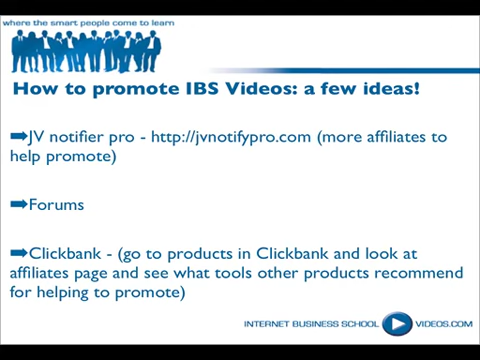 where the smart people come to learn
How to promote IBS Videos: a few ideas!
➡JV notifier pro - http://jvnotifypro.com (more affiliates to
help promote)
➡Forums
➡Clickbank - (go to products in Clickbank and look at
affiliates page and see what tools other products recommend
for helping to promote)
INTERNET BUSINESS SCHOOL VIDEOS.COM